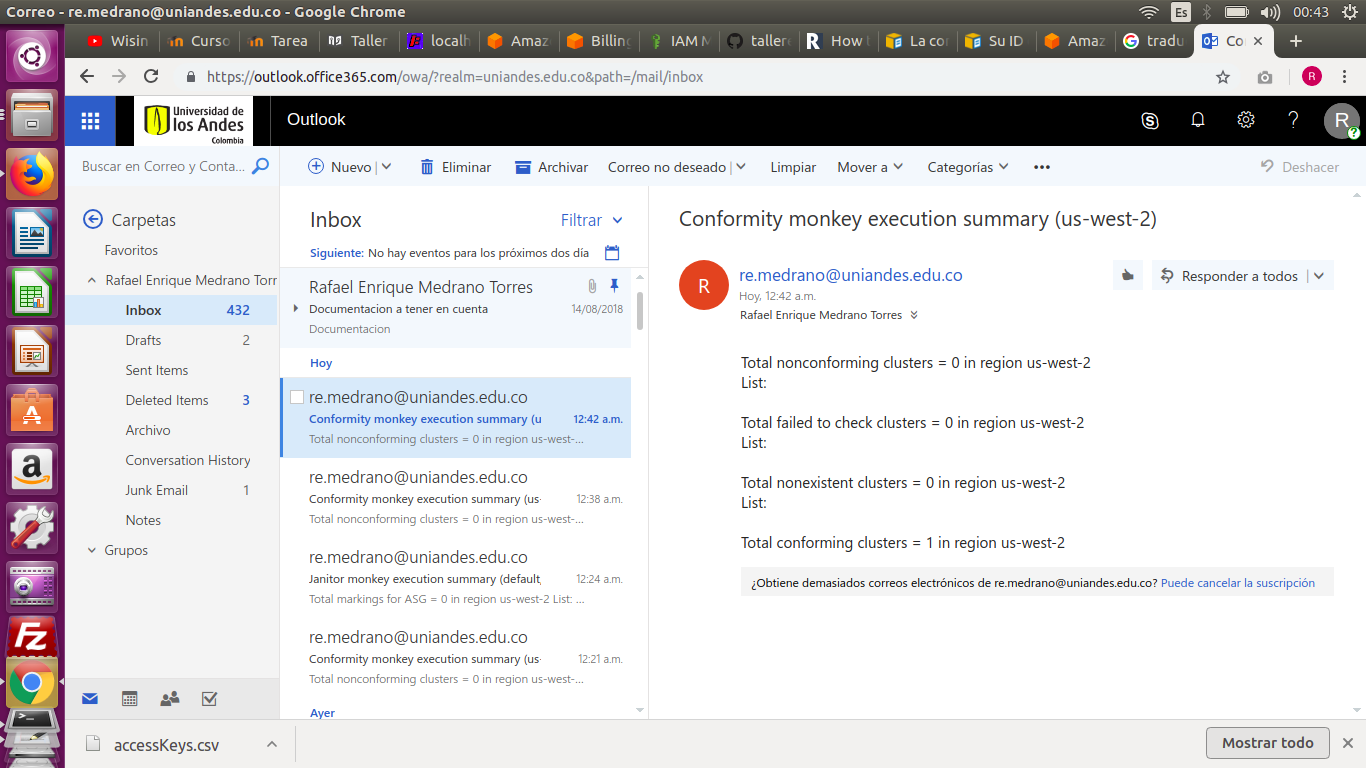 Correo - re.medrano@uniandes.edu.co - Google Chrome
Es
00:43
Wisin
Curso
Tarea
Taller
localh
Amaz
Billing
IAM M
tallere
How t
La cor
Su ID
Amaz
tradu
Co
https://outlook.office365.com/owa/?realm=uniandes.edu.co&path=/mail/inbox
R
Universidad de
los Andes
Colombia
Outlook
R
Buscar en Correo y Conta...
Nuevo
Eliminar
Archivar
Correo no deseado
Limpiar
Mover a
Categorías
Deshacer
Carpetas
Favoritos
Rafael Enrique Medrano Torr
Inbox 432
Drafts 2
Sent Items
Deleted Items 3
Archivo
Conversation History
Junk Email 1
Notes
Grupos
Inbox
Filtrar
Siguiente: No hay eventos para los próximos dos día
Rafael Enrique Medrano Torres
Documentacion a tener en cuenta 14/08/2018
Documentacion
Hoy
re.medrano@uniandes.edu.co
Conformity monkey execution summary (u 12:42 a.m.
Total nonconforming clusters = 0 in region us-west-...
re.medrano@uniandes.edu.co
Conformity monkey execution summary (us- 12:38 a.m.
Total nonconforming clusters = 0 in region us-west-...
re.medrano@uniandes.edu.co
Janitor monkey execution summary (default, 12:24 a.m.
Total markings for ASG = 0 in region us-west-2 List: ...
re.medrano@uniandes.edu.co
Conformity monkey execution summary (us- 12:21 a.m.
Total nonconforming clusters = 0 in region us-west-...
Ayer
Conformity monkey execution summary (us-west-2)
R
re.medrano@uniandes.edu.co
Hoy, 12:42 a.m.
Rafael Enrique Medrano Torres
Responder a todos
Total nonconforming clusters = 0 in region us-west-2
List:
Total failed to check clusters = 0 in region us-west-2
List:
Total nonexistent clusters = 0 in region us-west-2
List:
Total conforming clusters = 1 in region us-west-2
¿Obtiene demasiados correos electrónicos de re.medrano@uniandes.edu.co? Puede cancelar la suscripción
accessKeys.csv
Mostrar todo